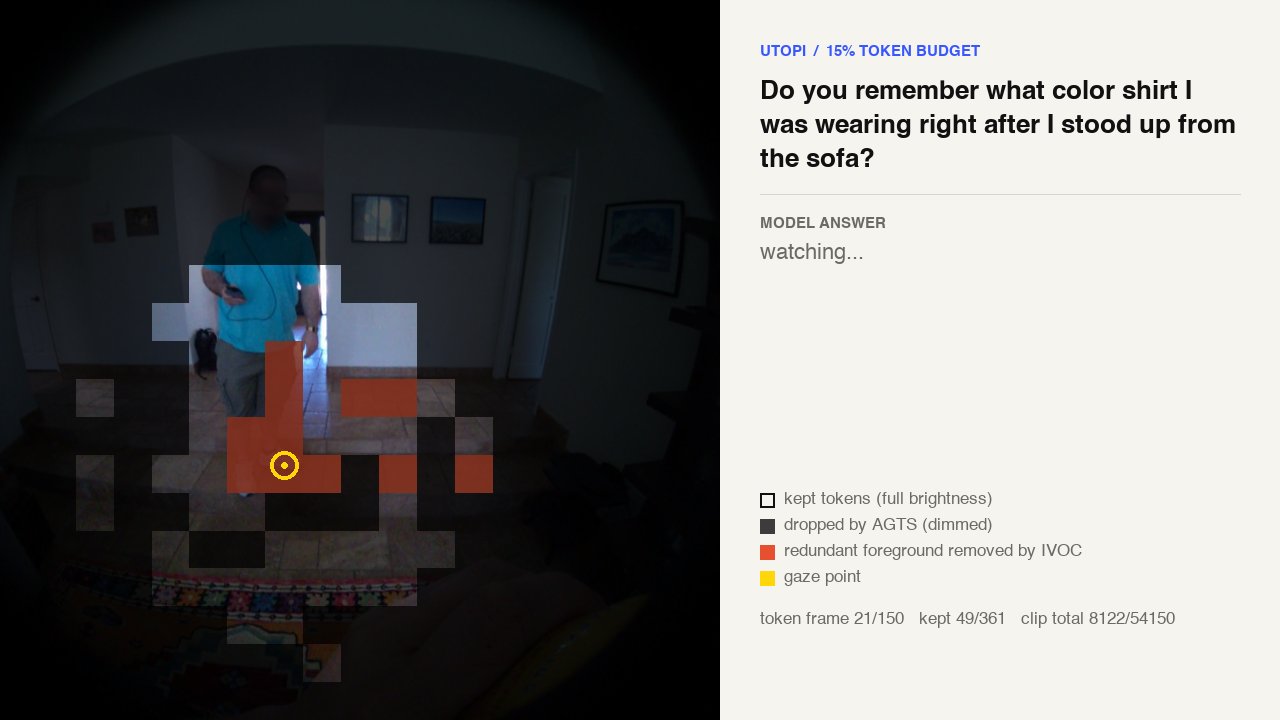 UTOPI / 15% TOKEN BUDGET
Do you remember what color shirt I
was wearing right after I stood up from
the sofa?
MODEL ANSWER
watching...
kept tokens (full brightness)
dropped by AGTS (dimmed)
redundant foreground removed by IVOC
gaze point
token frame 21/150 kept 49/361 clip total 8122/54150